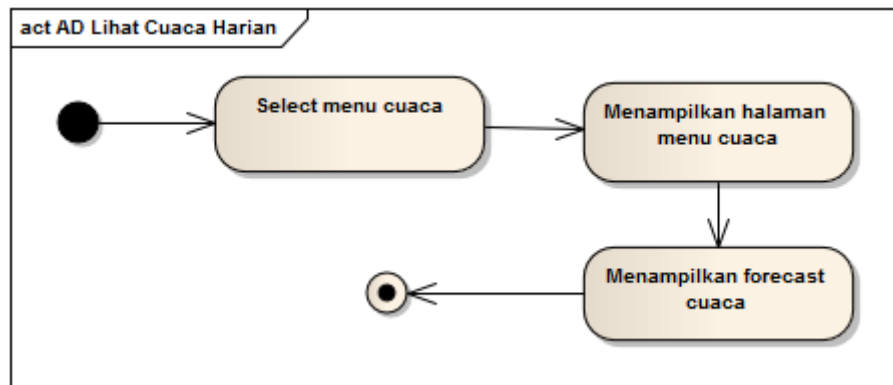 act AD Lihat Cuaca Harian
Select menu cuaca
Menampilkan halaman
menu cuaca
Menampilkan forecast
cuaca